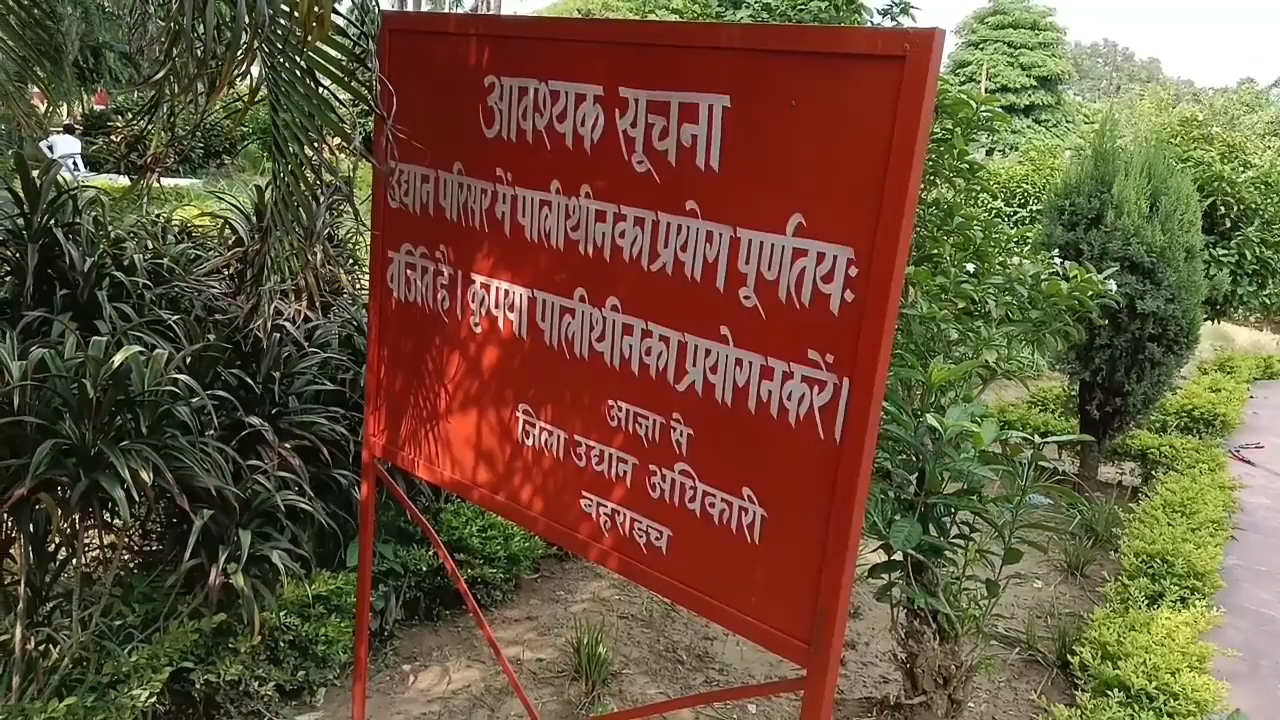 आवश्यक सूचना
उद्यान परिसर में पालीथीन का प्रयोग पूर्णतयः
वर्जित है। कृपया पालीथीन का प्रयोग न करें।
आज्ञा से
जिला उद्यान अधिकारी
बहराइच